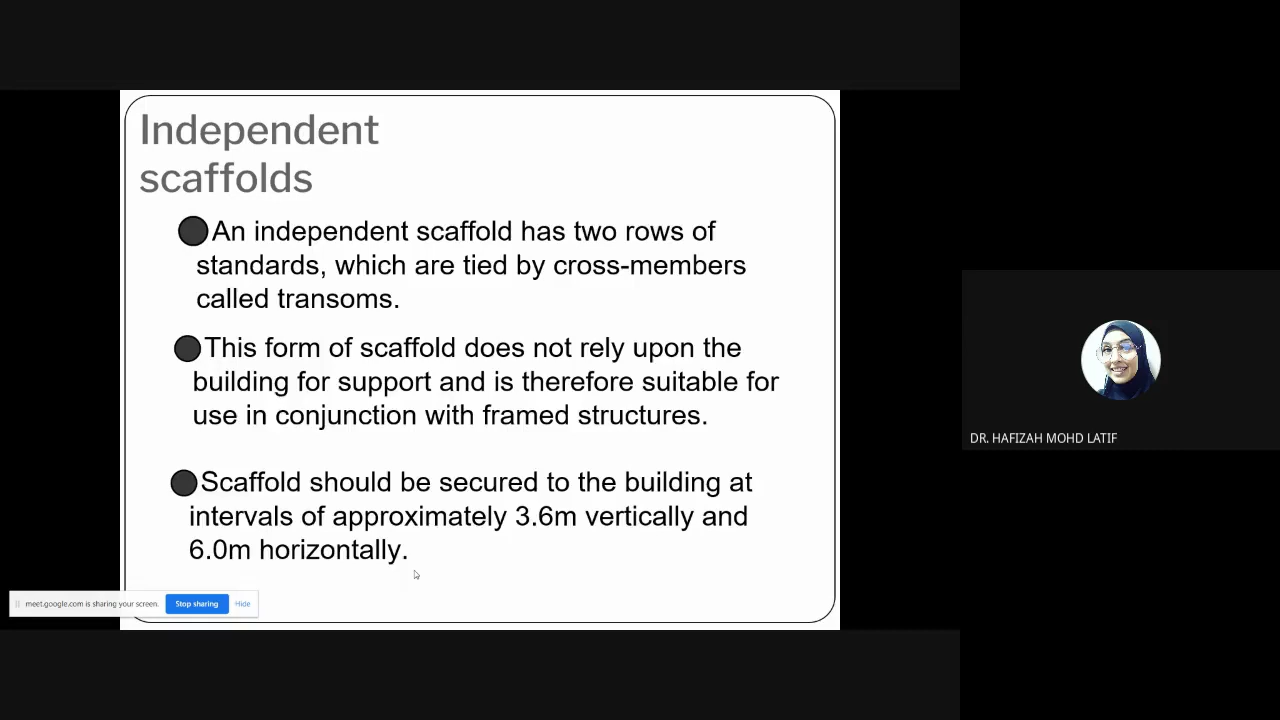 Independent
scaffolds
An independent scaffold has two rows of
standards, which are tied by cross-members
called transoms.
This form of scaffold does not rely upon the
building for support and is therefore suitable for
use in conjunction with framed structures.
Scaffold should be secured to the building at
intervals of approximately 3.6m vertically and
6.0m horizontally.
meet.google.com is sharing your screen. Stop sharing Hide
DR. HAFIZAH MOHD LATIF